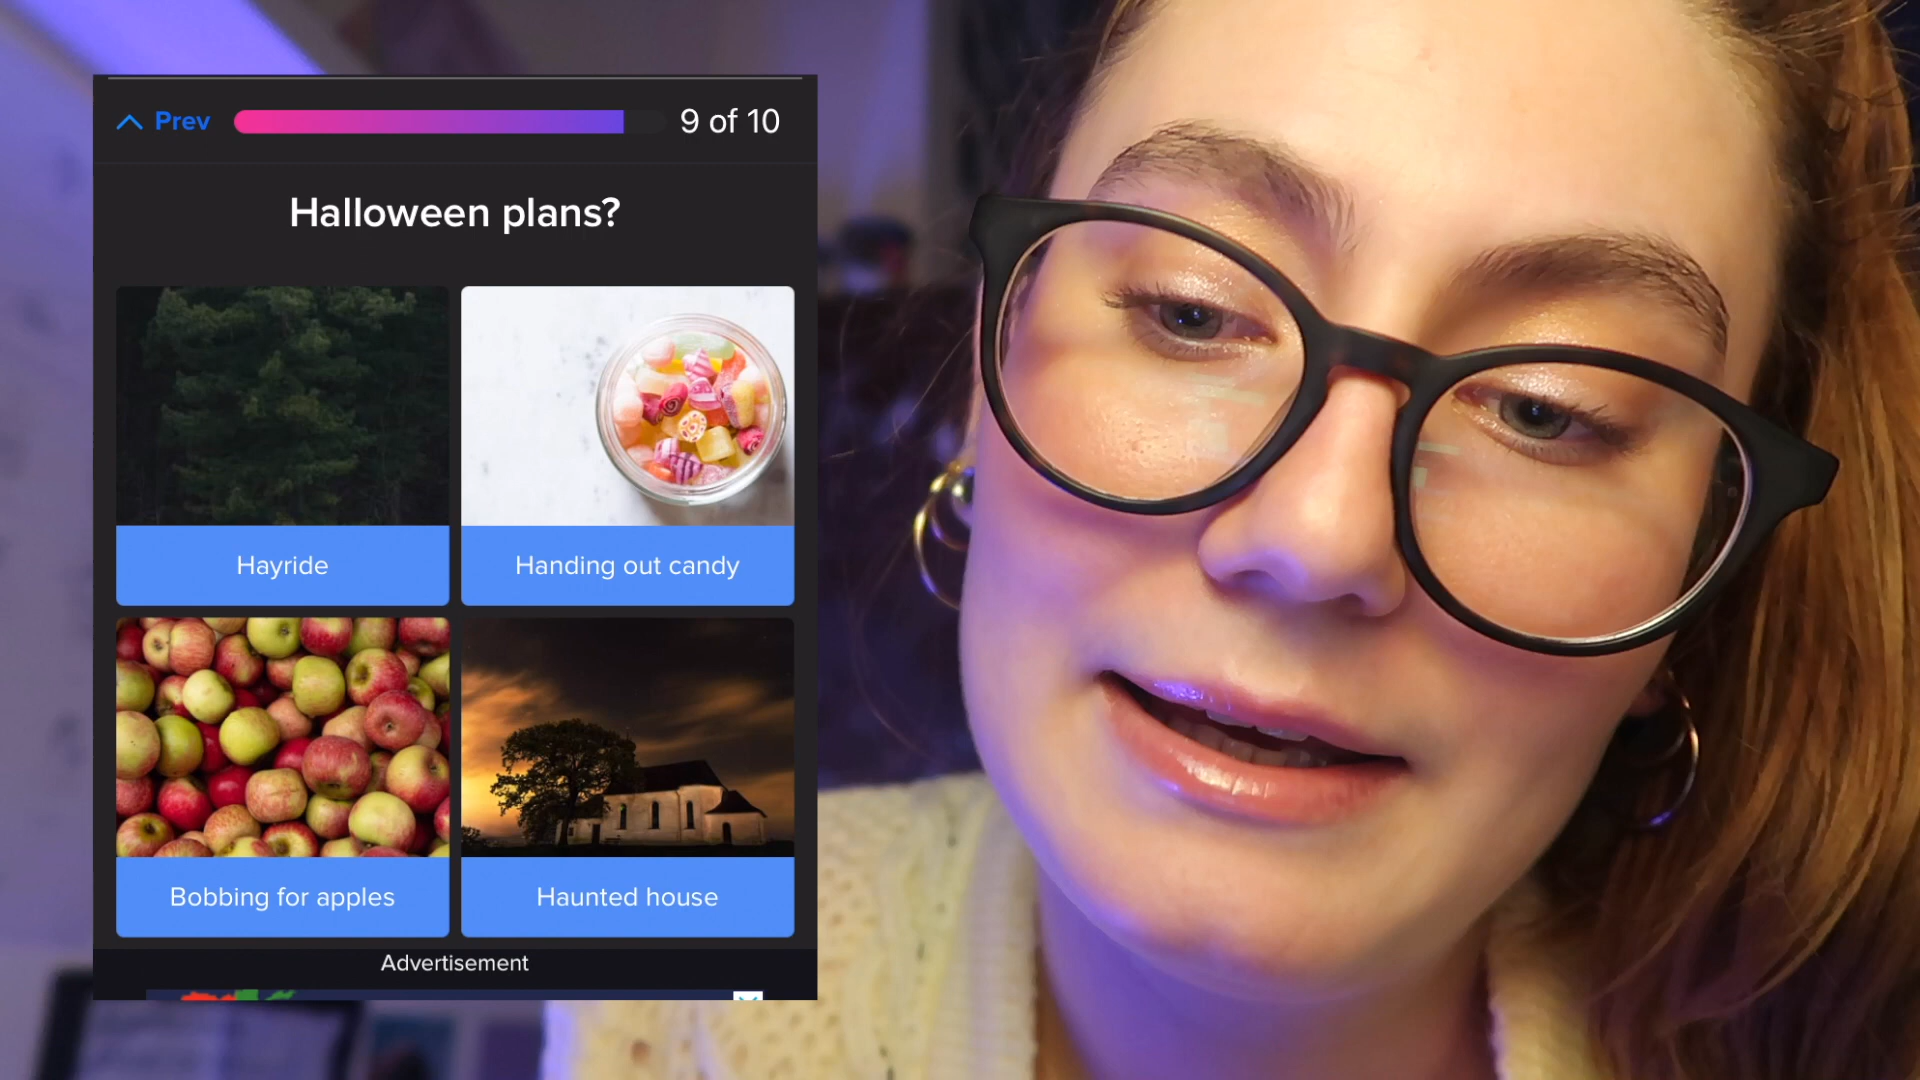 Prev
9 of 10
Halloween plans?
Hayride
Handing out candy
Bobbing for apples
Haunted house
Advertisement